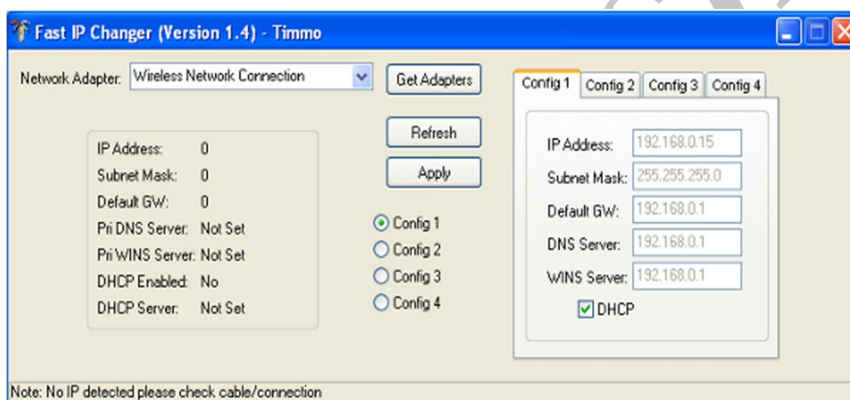 Fast IP Changer (Version 1.4) - Timmo
Network Adapter: Wireless Network Connection
Get Adapters
Refresh
Apply
IP Address: 0
Subnet Mask: 0
Default GW: 0
Pri DNS Server: Not Set
Pri WINS Server: Not Set
DHCP Enabled: No
DHCP Server: Not Set
Config 1
Config 2
Config 3
Config 4
Config 1 Config 2 Config 3 Config 4
IP Address: 192.168.0.15
Subnet Mask: 255.255.255.0
Default GW: 192.168.0.1
DNS Server: 192.168.0.1
WINS Server: 192.168.0.1
DHCP
Note: No IP detected please check cable/connection